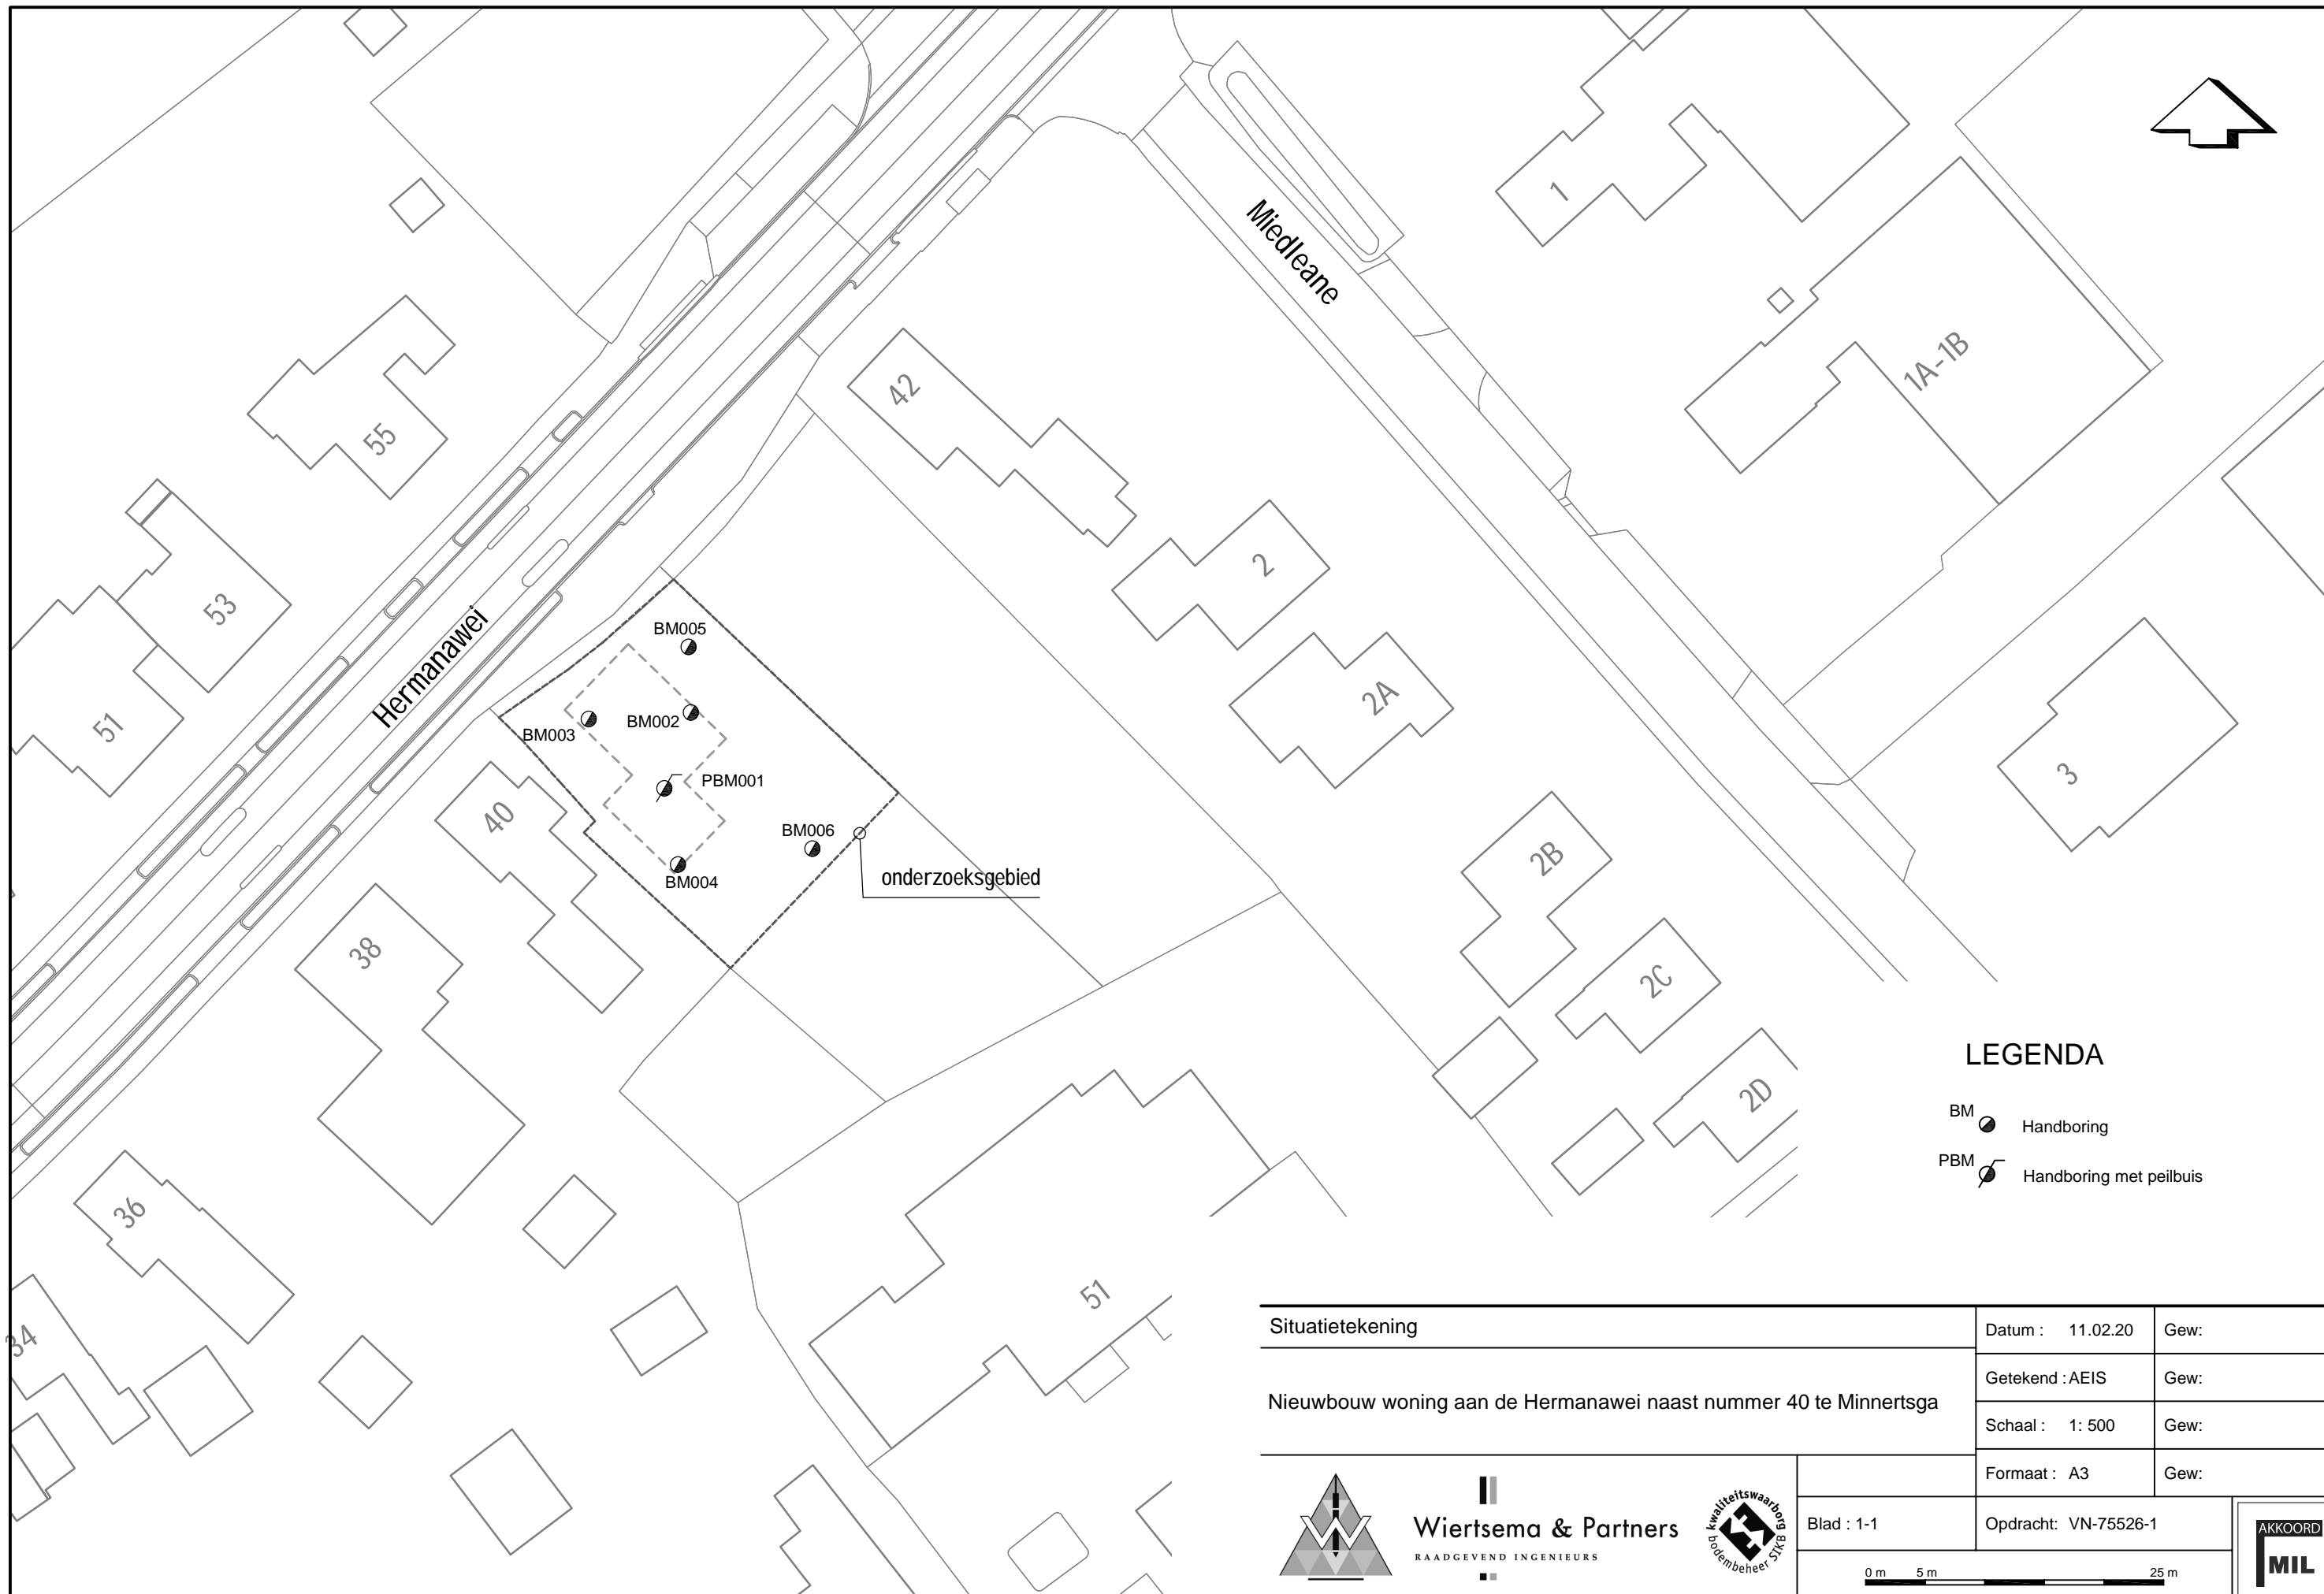 Miedleane
1
1A-1B
42
55
2
53
Hermanawei
BM005
2A
BM003
BM002
51
PBM001
3
40
BM006
2B
onderzoeksgebied
BM004
38
2C
LEGENDA
2D
BM
Handboring
PBM
Handboring met peilbuis
36
51
34
Situatietekening
Datum : 11.02.20
Gew:
Getekend : AEIS
Gew:
Nieuwbouw woning aan de Hermanawei naast nummer 40 te Minnertsga
Schaal : 1: 500
Gew:
Formaat : A3
Gew:
Wiertsema & Partners
RAADGEVEND INGENIEURS
kwaliteitswaarborg
bodembeheer SIKB
Blad : 1-1
Opdracht: VN-75526-1
AKKOORD
MIL
0 m 5 m 25 m